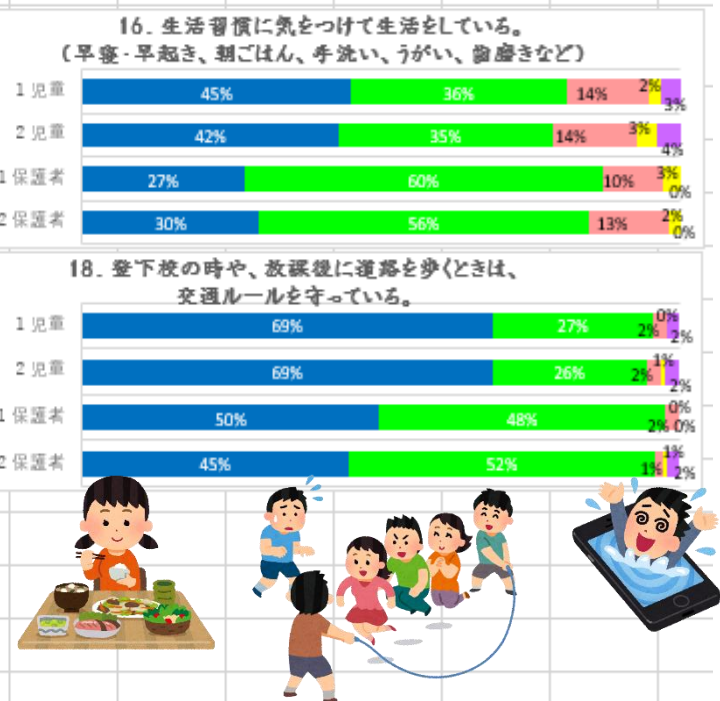 16. 生活習慣に気をつけて生活をしている。
(早寝・早起き、朝ごはん、手洗い、うがい、歯磨きなど)
1 児童 45% 36% 14% 2% 3%
2 児童 42% 35% 14% 3% 4%
1 保護者 27% 60% 10% 3% 0%
2 保護者 30% 56% 13% 2% 0%
18. 登下校の時や、放課後に道路を歩くときは、
交通ルールを守っている。
1 児童 69% 27% 2% 0% 2%
2 児童 69% 26% 2% 1% 2%
1 保護者 50% 48% 2% 0% 0%
2 保護者 45% 52% 1% 1% 2%